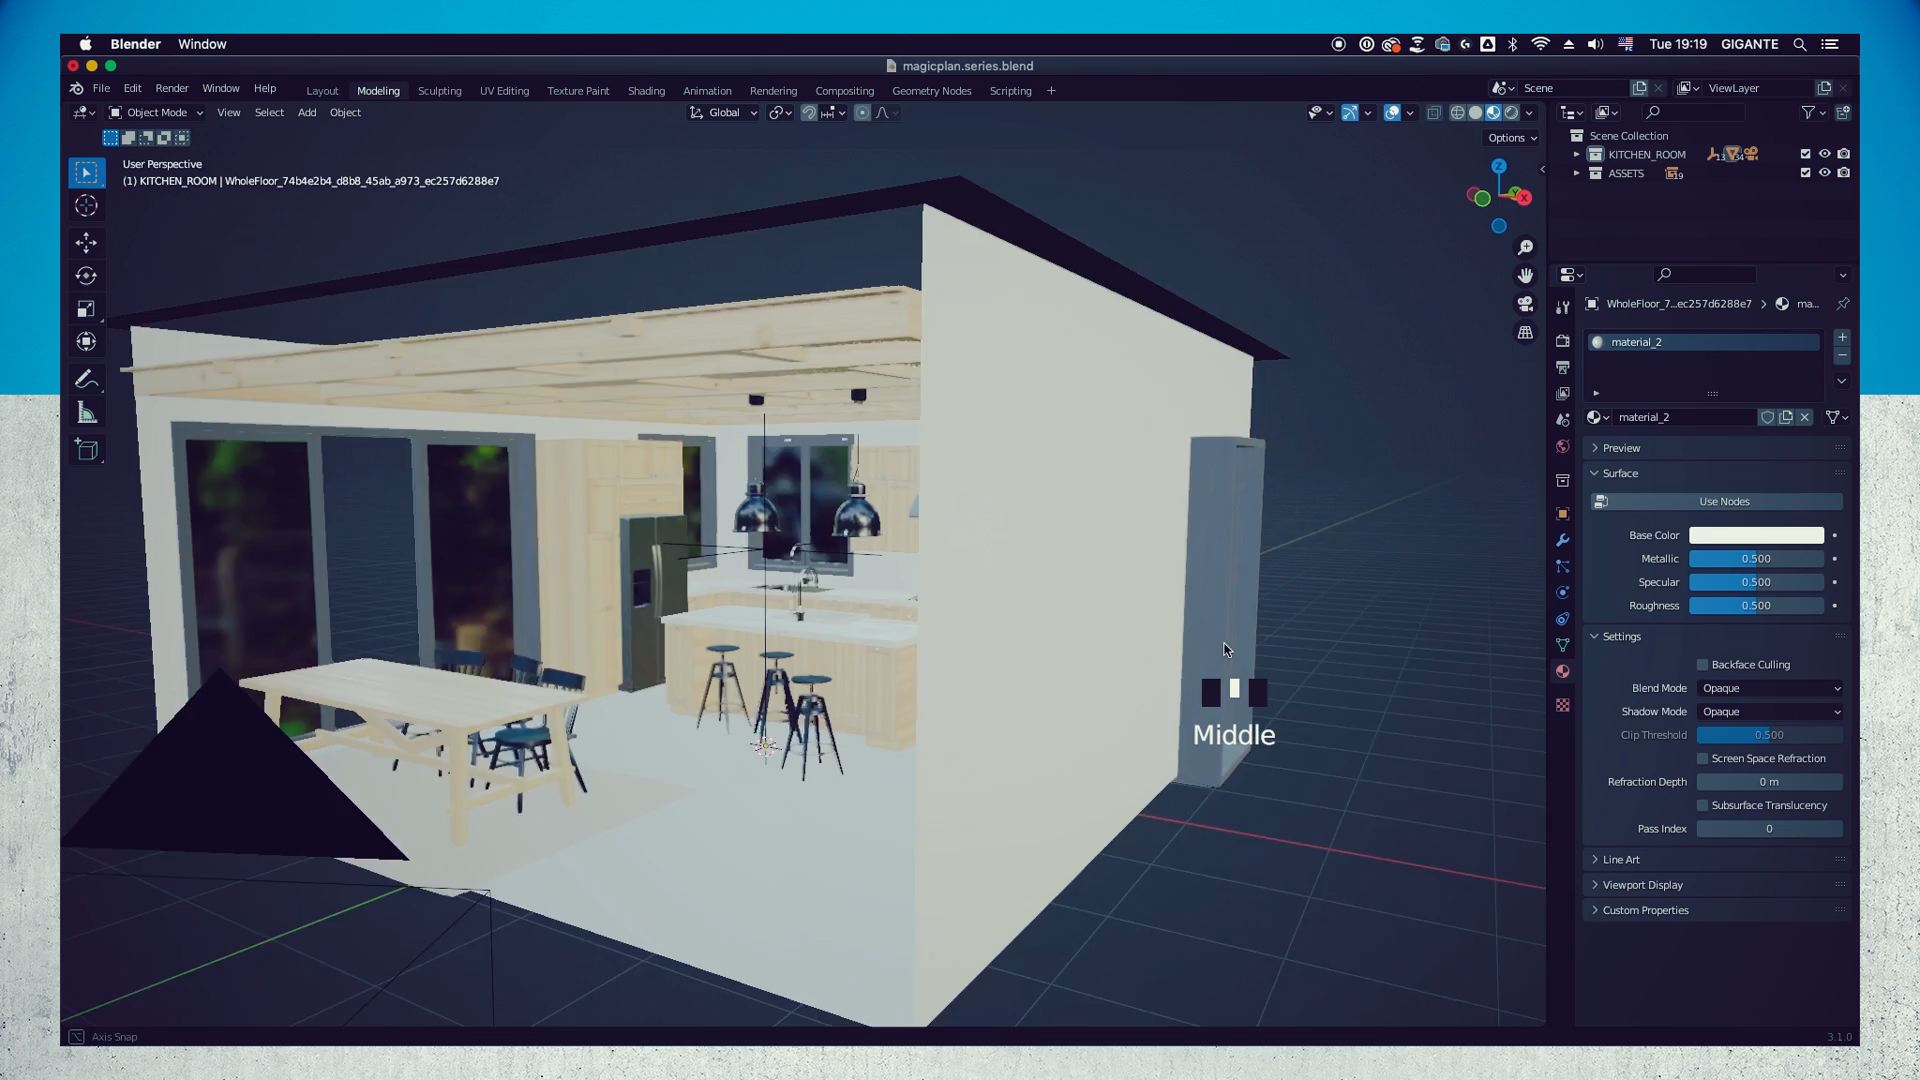 Blender Window
Tue 19:19 GIGANTE
magicplan.series.blend
File Edit Render Window Help
Layout Modeling Sculpting UV Editing Texture Paint Shading Animation Rendering Compositing Geometry Nodes Scripting +
Scene
ViewLayer
Object Mode View Select Add Object
Global
Options
Scene Collection
KITCHEN_ROOM
ASSETS
User Perspective
(1) KITCHEN_ROOM | WholeFloor_74b4e2b4_d8b8_45ab_a973_ec257d6288e7
X
WholeFloor_7...ec257d6288e7 > ma...
material_2
material_2
Preview
Surface
Use Nodes
Base Color
Metallic 0.500
Specular 0.500
Roughness 0.500
Settings
Backface Culling
Blend Mode Opaque
Shadow Mode Opaque
Clip Threshold 0.500
Screen Space Refraction
Refraction Depth 0 m
Subsurface Translucency
Pass Index 0
Line Art
Viewport Display
Custom Properties
Middle
Axis Snap
3.1.0